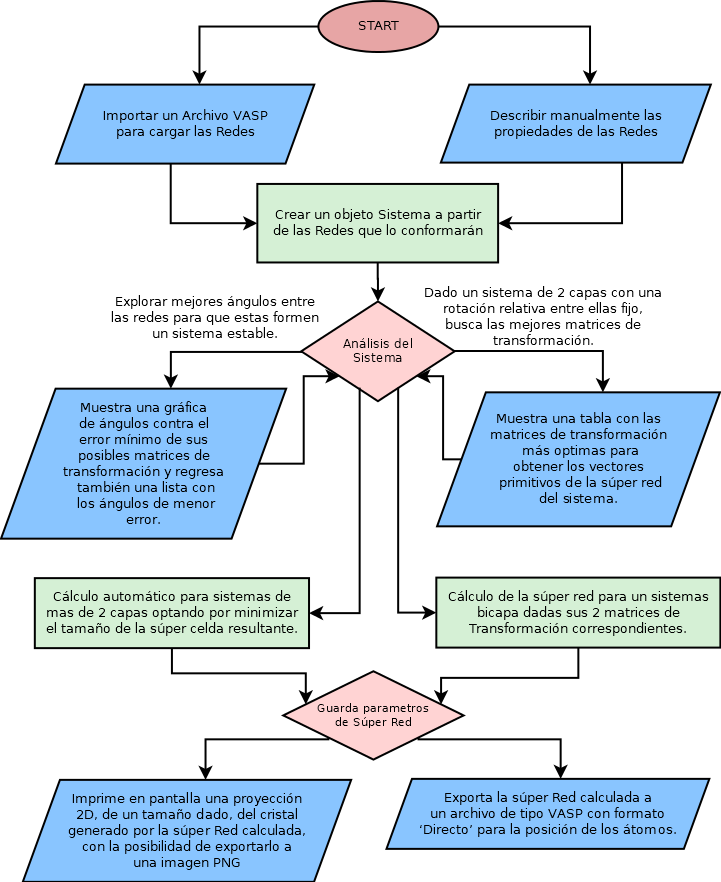 START
Importar un Archivo VASP
para cargar las Redes
Describir manualmente las
propiedades de las Redes
Crear un objeto Sistema a partir
de las Redes que lo conformarán
Explorar mejores ángulos entre
las redes para que estas formen
un sistema estable.
Dado un sistema de 2 capas con una
rotación relativa entre ellas fijo,
busca las mejores matrices de
transformación.
Análisis del
Sistema
Muestra una gráfica
de ángulos contra el
error mínimo de sus
posibles matrices de
transformación y regresa
también una lista con
los ángulos de menor
error.
Muestra una tabla con las
matrices de transformación
más optimas para
obtener los vectores
primitivos de la súper red
del sistema.
Cálculo automático para sistemas de
mas de 2 capas optando por minimizar
el tamaño de la súper celda resultante.
Cálculo de la súper red para un sistemas
bicapa dadas sus 2 matrices de
Transformación correspondientes.
Guarda parametros
de Súper Red
Imprime en pantalla una proyección
2D, de un tamaño dado, del cristal
generado por la súper Red calculada,
con la posibilidad de exportarlo a
una imagen PNG
Exporta la súper Red calculada a
un archivo de tipo VASP con formato
‘Directo’ para la posición de los átomos.